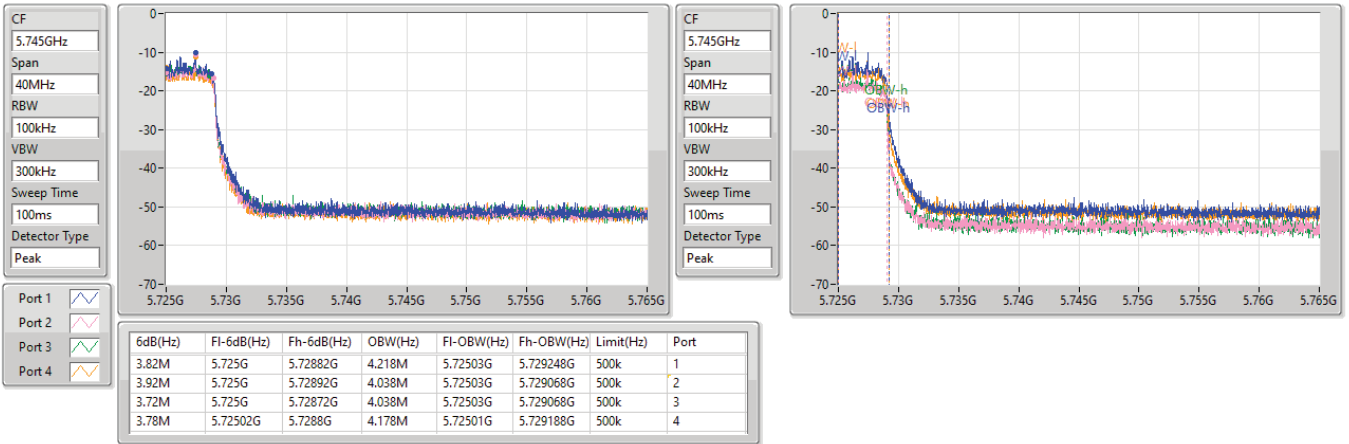 CF
5.745GHz
Span
40MHz
RBW
100kHz
VBW
300kHz
Sweep Time
100ms
Detector Type
Peak
Port 1
Port 2
Port 3
Port 4
0
-10
-20
-30
-40
-50
-60
-70
5.725G 5.73G 5.735G 5.74G 5.745G 5.75G 5.755G 5.76G 5.765G
CF
5.745GHz
Span
40MHz
RBW
100kHz
VBW
300kHz
Sweep Time
100ms
Detector Type
Peak
0
-10
-20
-30
-40
-50
-60
-70
OBW-h
OBW-h
5.725G 5.73G 5.735G 5.74G 5.745G 5.75G 5.755G 5.76G 5.765G
6dB(Hz) Fl-6dB(Hz) Fh-6dB(Hz) OBW(Hz) Fl-OBW(Hz) Fh-OBW(Hz) Limit(Hz) Port
3.82M 5.725G 5.72882G 4.218M 5.72503G 5.729248G 500k 1
3.92M 5.725G 5.72892G 4.038M 5.72503G 5.729068G 500k 2
3.72M 5.725G 5.72872G 4.038M 5.72503G 5.729068G 500k 3
3.78M 5.72502G 5.7288G 4.178M 5.72501G 5.729188G 500k 4